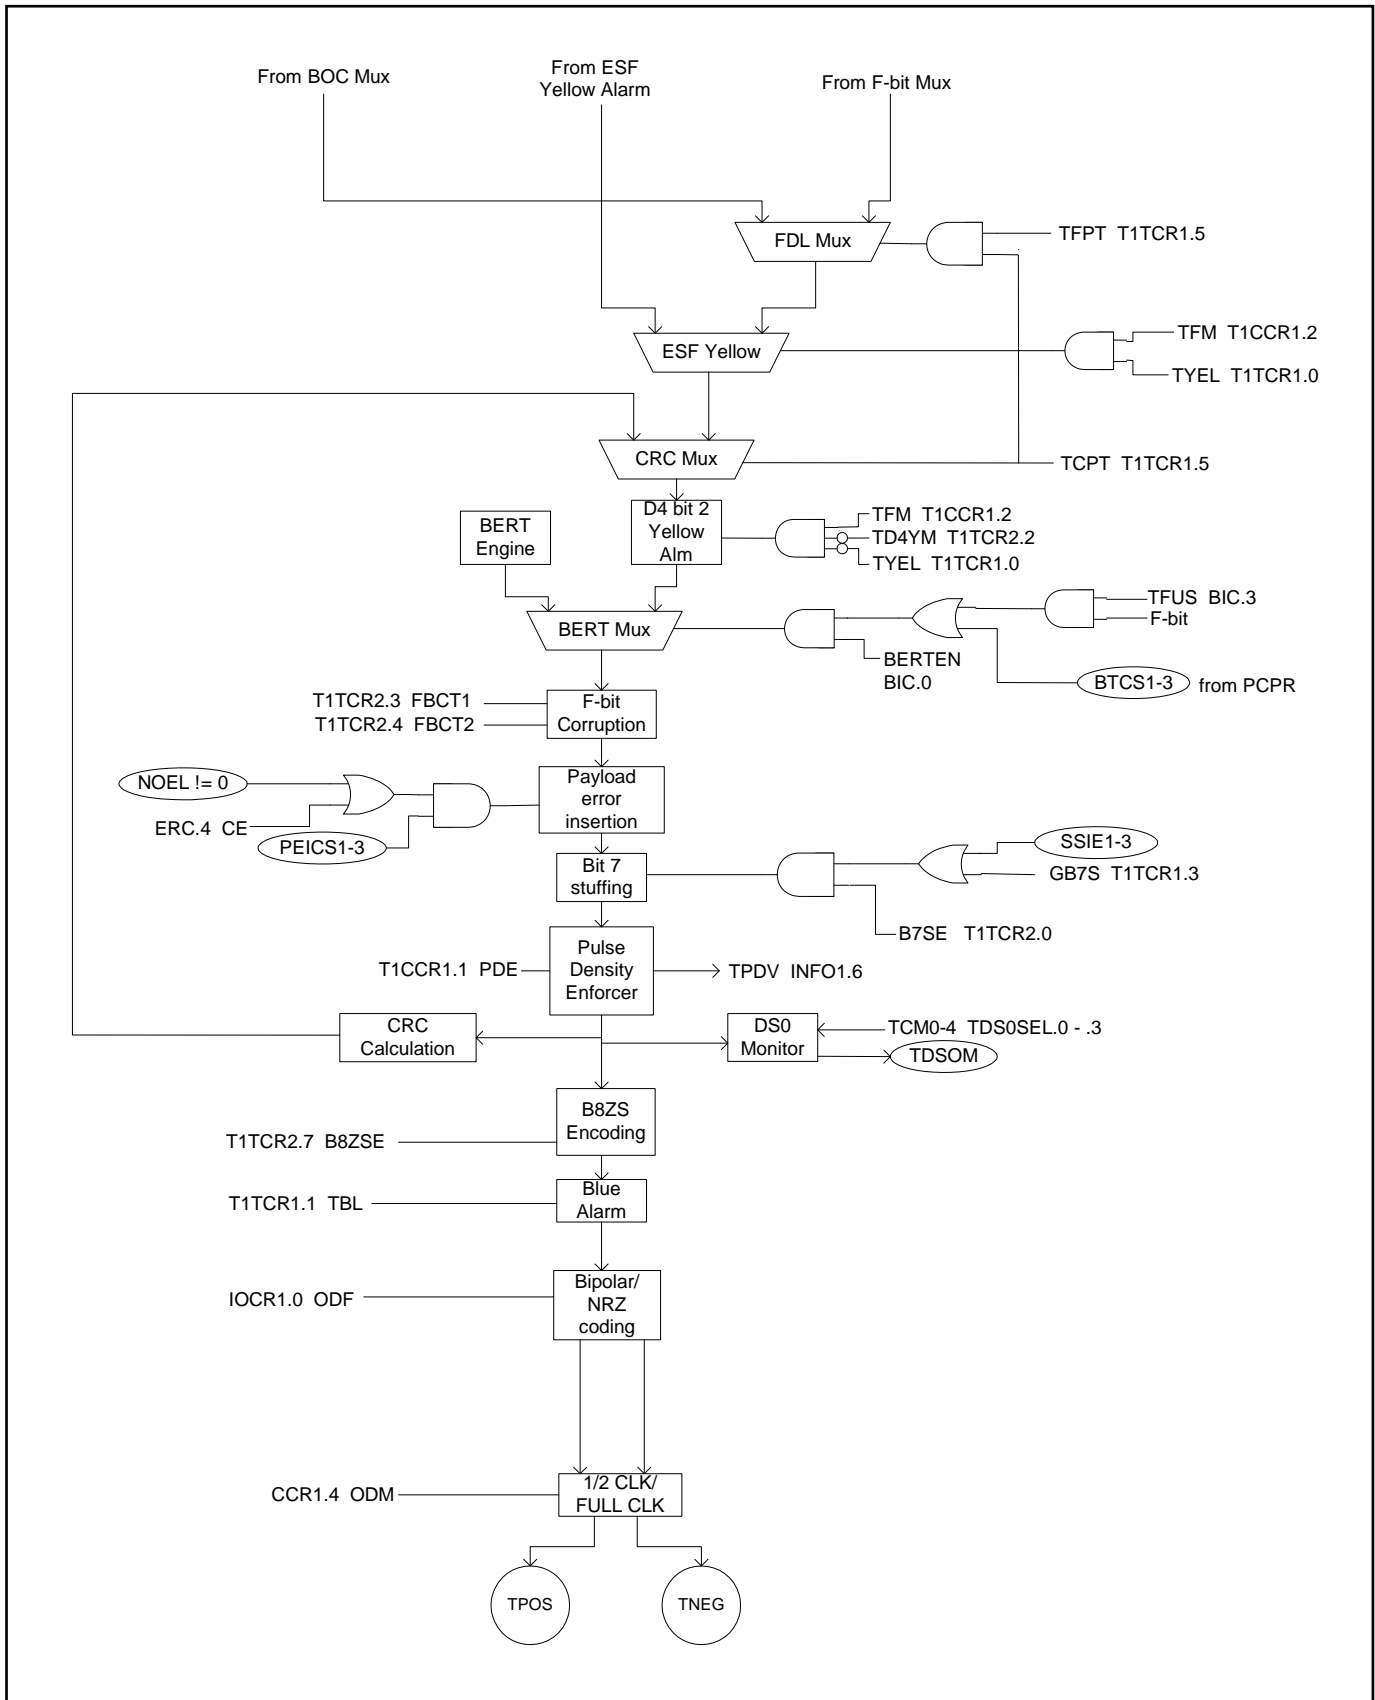 From BOC Mux
From ESF
Yellow Alarm
From F-bit Mux
FDL Mux
TFPT T1TCR1.5
ESF Yellow
TFM T1CCR1.2
TYEL T1TCR1.0
CRC Mux
TCPT T1TCR1.5
BERT
Engine
D4 bit 2
Yellow
Alm
TFM T1CCR1.2
TD4YM T1TCR2.2
TYEL T1TCR1.0
BERT Mux
TFUS BIC.3
F-bit
BERTEN
BIC.0
BTCS1-3 from PCPR
T1TCR2.3 FBCT1
T1TCR2.4 FBCT2
F-bit
Corruption
NOEL != 0
ERC.4 CE
PEICS1-3
Payload
error
insertion
Bit 7
stuffing
SSIE1-3
GB7S T1TCR1.3
B7SE T1TCR2.0
T1CCR1.1 PDE
Pulse
Density
Enforcer
TPDV INFO1.6
CRC
Calculation
DS0
Monitor
TCM0-4 TDS0SEL.0 - .3
TDSOM
B8ZS
Encoding
T1TCR2.7 B8ZSE
Blue
Alarm
T1TCR1.1 TBL
Bipolar/
NRZ
coding
IOCR1.0 ODF
1/2 CLK/
FULL CLK
CCR1.4 ODM
TPOS
TNEG